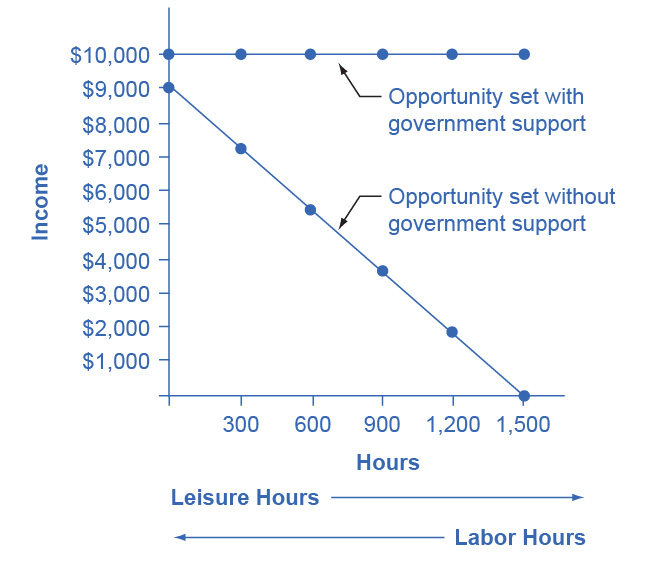 $10,000
$9,000
$8,000
$7,000
$6,000
$5,000
$4,000
$3,000
$2,000
$1,000
Income
Opportunity set with
government support
Opportunity set without
government support
300 600 900 1,200 1,500
Hours
Leisure Hours
Labor Hours